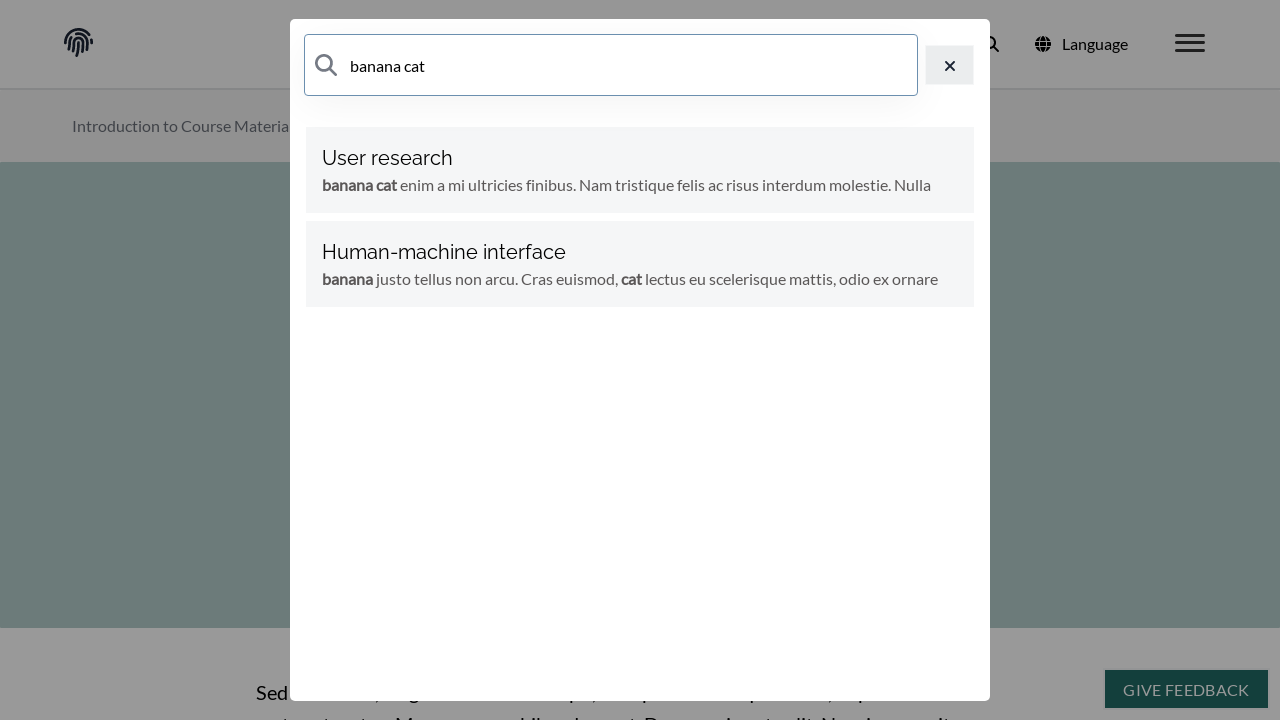 banana cat
Language
Introduction to Course Materia
User research
banana cat enim a mi ultricies finibus. Nam tristique felis ac risus interdum molestie. Nulla
Human-machine interface
banana justo tellus non arcu. Cras euismod, cat lectus eu scelerisque mattis, odio ex ornare
Sed
GIVE FEEDBACK